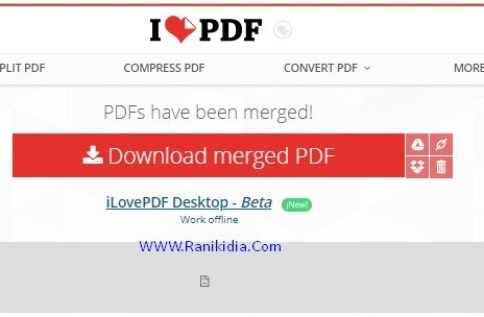 I PDF
PLIT PDF COMPRESS PDF CONVERT PDF MORE
PDFs have been merged!
Download merged PDF
iLovePDF Desktop - Beta ¡New!
Work offline
WWW.Ranikidia.Com